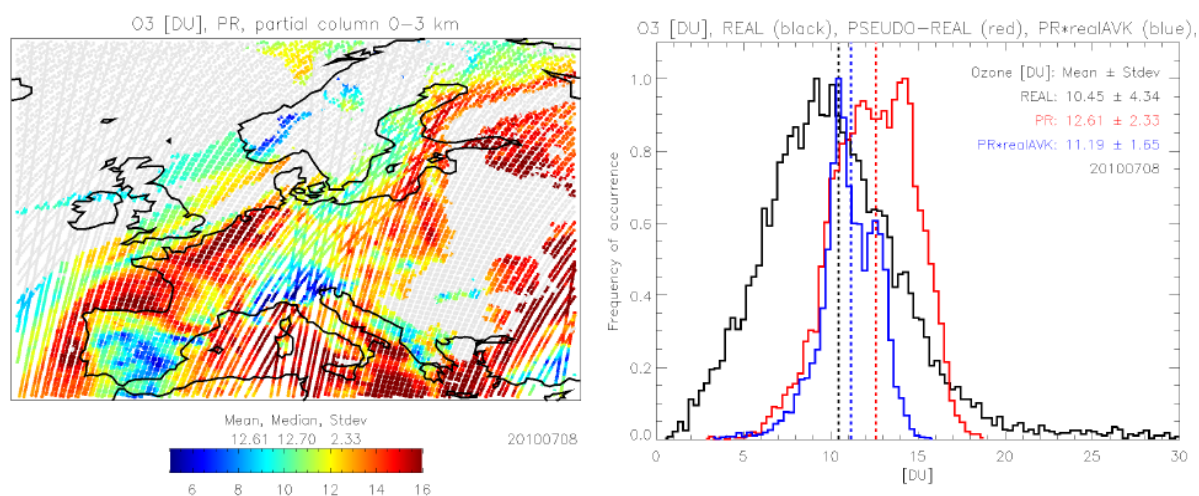 O3 [DU], PR, partial column 0-3 km
Mean, Median, Stdev
12.61 12.70 2.33
20100708
6 8 10 12 14 16
O3 [DU], REAL (black), PSEUDO-REAL (red), PR*realAVK (blue),
Ozone [DU]: Mean ± Stdev
REAL: 10.45 ± 4.34
PR: 12.61 ± 2.33
PR*realAVK: 11.19 ± 1.65
20100708
Frequency of occurrence
1.0
0.8
0.6
0.4
0.2
0.0
0 5 10 15 20 25 30
[DU]